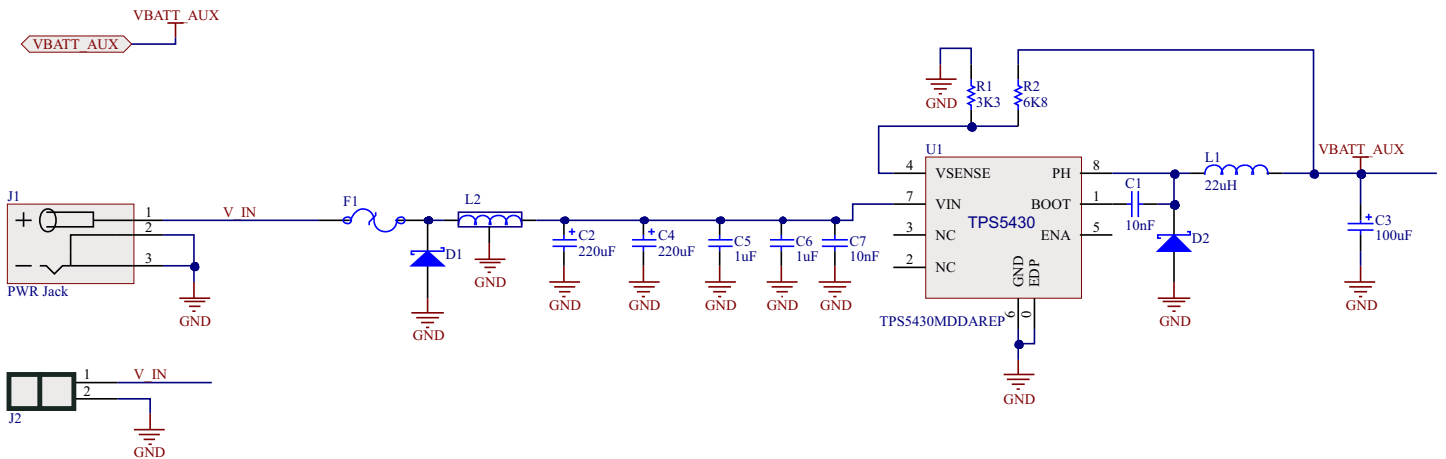 VBATT_AUX
VBATT_AUX
GND
R1
3K3
R2
6K8
VBATT_AUX
U1
4
VSENSE
PH
8
7
VIN
BOOT
1
3
NC
ENA
5
2
NC
TPS5430
GND
EDP
6
0
TPS5430MDDAREP
GND
L1
22uH
C1
10nF
D2
GND
C3
100uF
GND
J1
1
2
3
PWR Jack
V_IN
GND
F1
D1
GND
L2
GND
C2
220uF
GND
C4
220uF
GND
C5
1uF
GND
C6
1uF
GND
C7
10nF
GND
1
2
V_IN
J2
GND